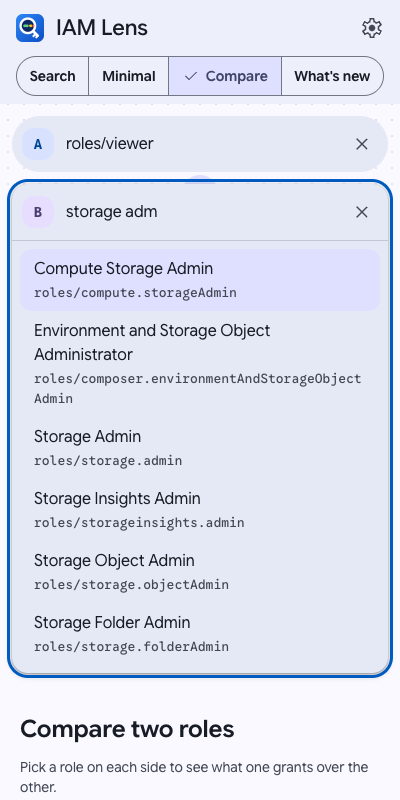 IAM Lens
Search
Minimal
Compare
What's new
A
roles/viewer
B
storage adm
Compute Storage Admin
roles/compute.storageAdmin
Environment and Storage Object
Administrator
roles/composer.environmentAndStorageObject
Admin
Storage Admin
roles/storage.admin
Storage Insights Admin
roles/storageinsights.admin
Storage Object Admin
roles/storage.objectAdmin
Storage Folder Admin
roles/storage.folderAdmin
Compare two roles
Pick a role on each side to see what one grants over the
other.